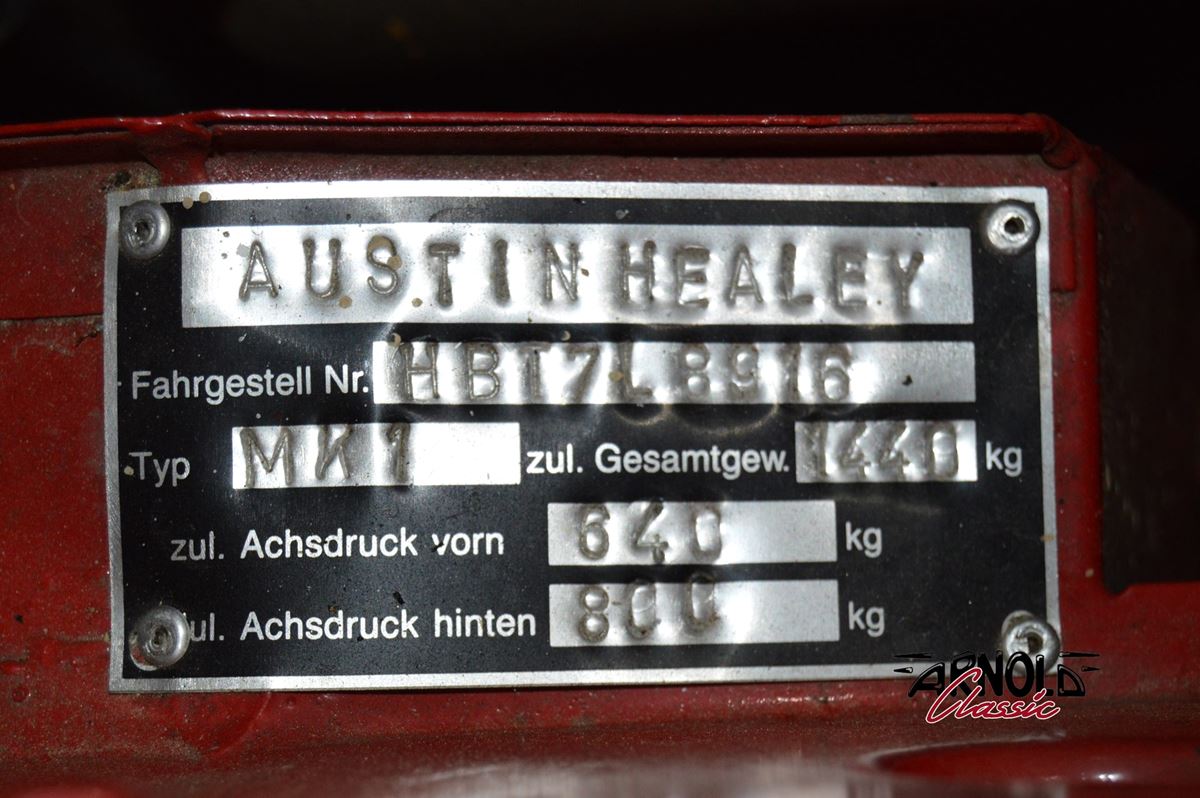 AUSTIN HEALEY
Fahrgestell Nr. HBT7L8916
Typ MK1 zul. Gesamtgew. 1440 kg
zul. Achsdruck vorn 640 kg
zul. Achsdruck hinten 800 kg
ARNOLD
Classic